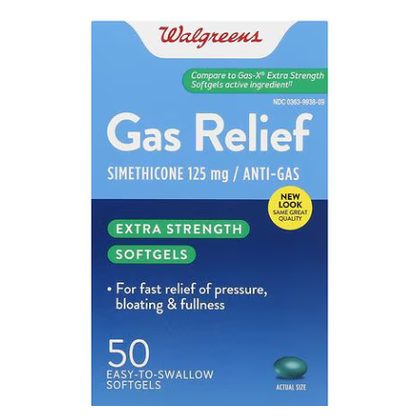 Walgreens
Compare to Gas-X® Extra Strength
Softgels active ingredient††
NDC 0363-9938-09
Gas Relief
SIMETHICONE 125 mg / ANTI-GAS
NEW
LOOK
SAME GREAT
QUALITY
EXTRA STRENGTH
SOFTGELS
• For fast relief of pressure,
bloating & fullness
50
EASY-TO-SWALLOW
SOFTGELS
ACTUAL SIZE